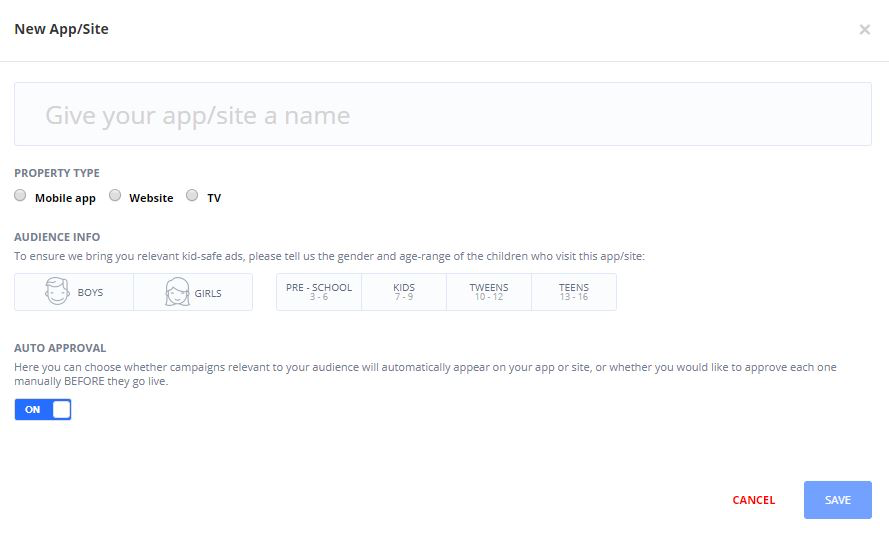 New App/Site
×
Give your app/site a name
PROPERTY TYPE
Mobile app Website TV
AUDIENCE INFO
To ensure we bring you relevant kid-safe ads, please tell us the gender and age-range of the children who visit this app/site:
BOYS GIRLS PRE - SCHOOL KIDS TWEENS TEENS
3 - 6 7 - 9 10 - 12 13 - 16
AUTO APPROVAL
Here you can choose whether campaigns relevant to your audience will automatically appear on your app or site, or whether you would like to approve each one
manually BEFORE they go live.
ON
CANCEL SAVE